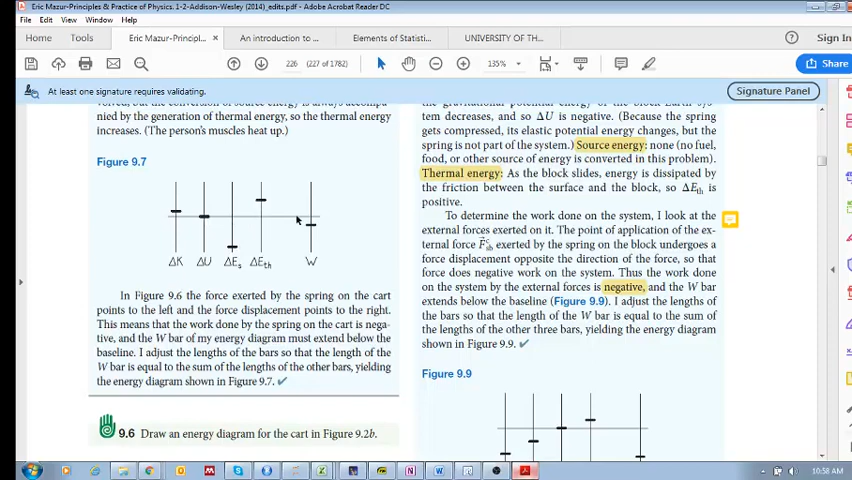 Eric Mazur-Principles & Practice of Physics. 1-2-Addison-Wesley (2014)_edits.pdf - Adobe Acrobat Reader DC
File Edit View Window Help
Home Tools Eric Mazur-Princpl... × An introduction to ... Elements of Statisti... UNIVERSITY OF TH... Sign In
226 (227 of 1782) 135% Share
At least one signature requires validating. Signature Panel
nied by the generation of thermal energy, so the thermal energy
increases. (The person's muscles heat up.)
Figure 9.7
ΔK ΔU ΔEs ΔEth W
In Figure 9.6 the force exerted by the spring on the cart
points to the left and the force displacement points to the right.
This means that the work done by the spring on the cart is nega-
tive, and the W bar of my energy diagram must extend below the
baseline. I adjust the lengths of the bars so that the length of the
W bar is equal to the sum of the lengths of the other bars, yielding
the energy diagram shown in Figure 9.7. ✔
9.6 Draw an energy diagram for the cart in Figure 9.2b.
the gravitational potential energy of the block-Earth sys-
tem decreases, and so ΔU is negative. (Because the spring
gets compressed, its elastic potential energy changes, but the
spring is not part of the system.) Source energy: none (no fuel,
food, or other source of energy is converted in this problem).
Thermal energy: As the block slides, energy is dissipated by
the friction between the surface and the block, so ΔEth is
positive.
To determine the work done on the system, I look at the
external forces exerted on it. The point of application of the ex-
ternal force F⃗ᶜsb exerted by the spring on the block undergoes a
force displacement opposite the direction of the force, so that
force does negative work on the system. Thus the work done
on the system by the external forces is negative, and the W bar
extends below the baseline (Figure 9.9). I adjust the lengths of
the bars so that the length of the W bar is equal to the sum of
the lengths of the other three bars, yielding the energy diagram
shown in Figure 9.9. ✔
Figure 9.9
10:58 AM